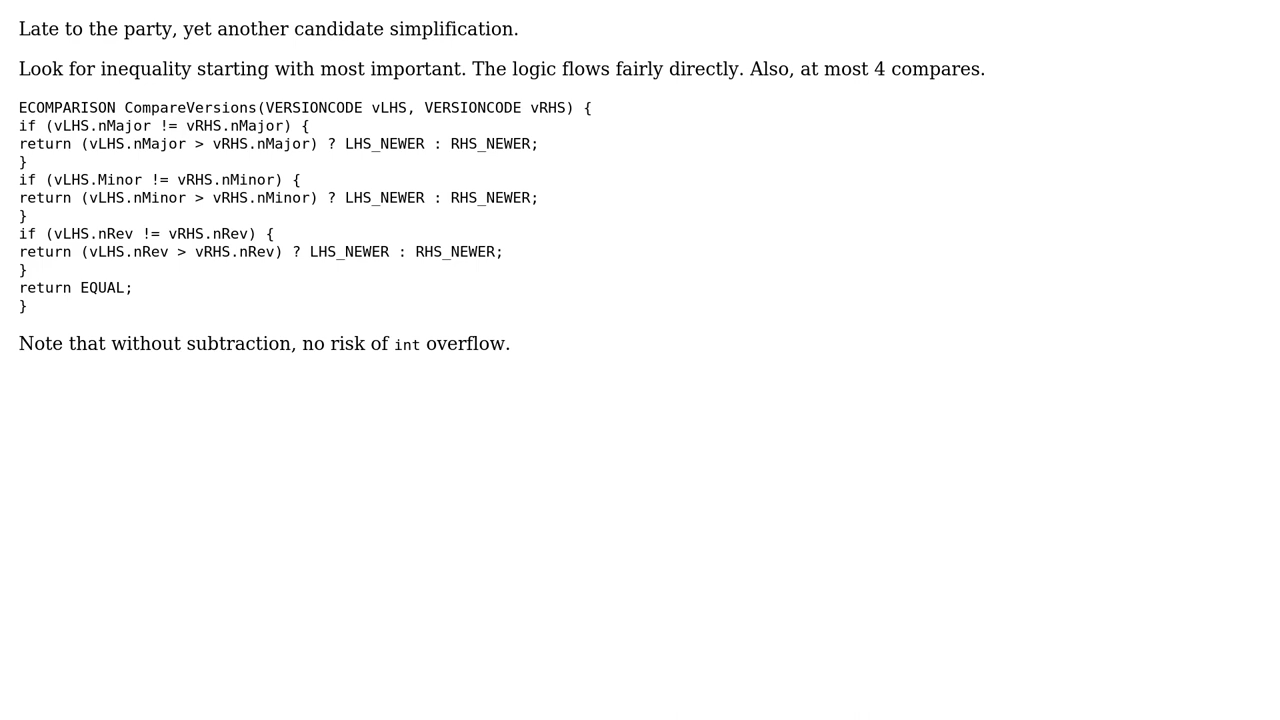 Late to the party, yet another candidate simplification.
Look for inequality starting with most important. The logic flows fairly directly. Also, at most 4 compares.
ECOMPARISON CompareVersions(VERSIONCODE vLHS, VERSIONCODE vRHS) {
if (vLHS.nMajor != vRHS.nMajor) {
return (vLHS.nMajor > vRHS.nMajor) ? LHS_NEWER : RHS_NEWER;
}
if (vLHS.Minor != vRHS.nMinor) {
return (vLHS.nMinor > vRHS.nMinor) ? LHS_NEWER : RHS_NEWER;
}
if (vLHS.nRev != vRHS.nRev) {
return (vLHS.nRev > vRHS.nRev) ? LHS_NEWER : RHS_NEWER;
}
return EQUAL;
}
Note that without subtraction, no risk of int overflow.